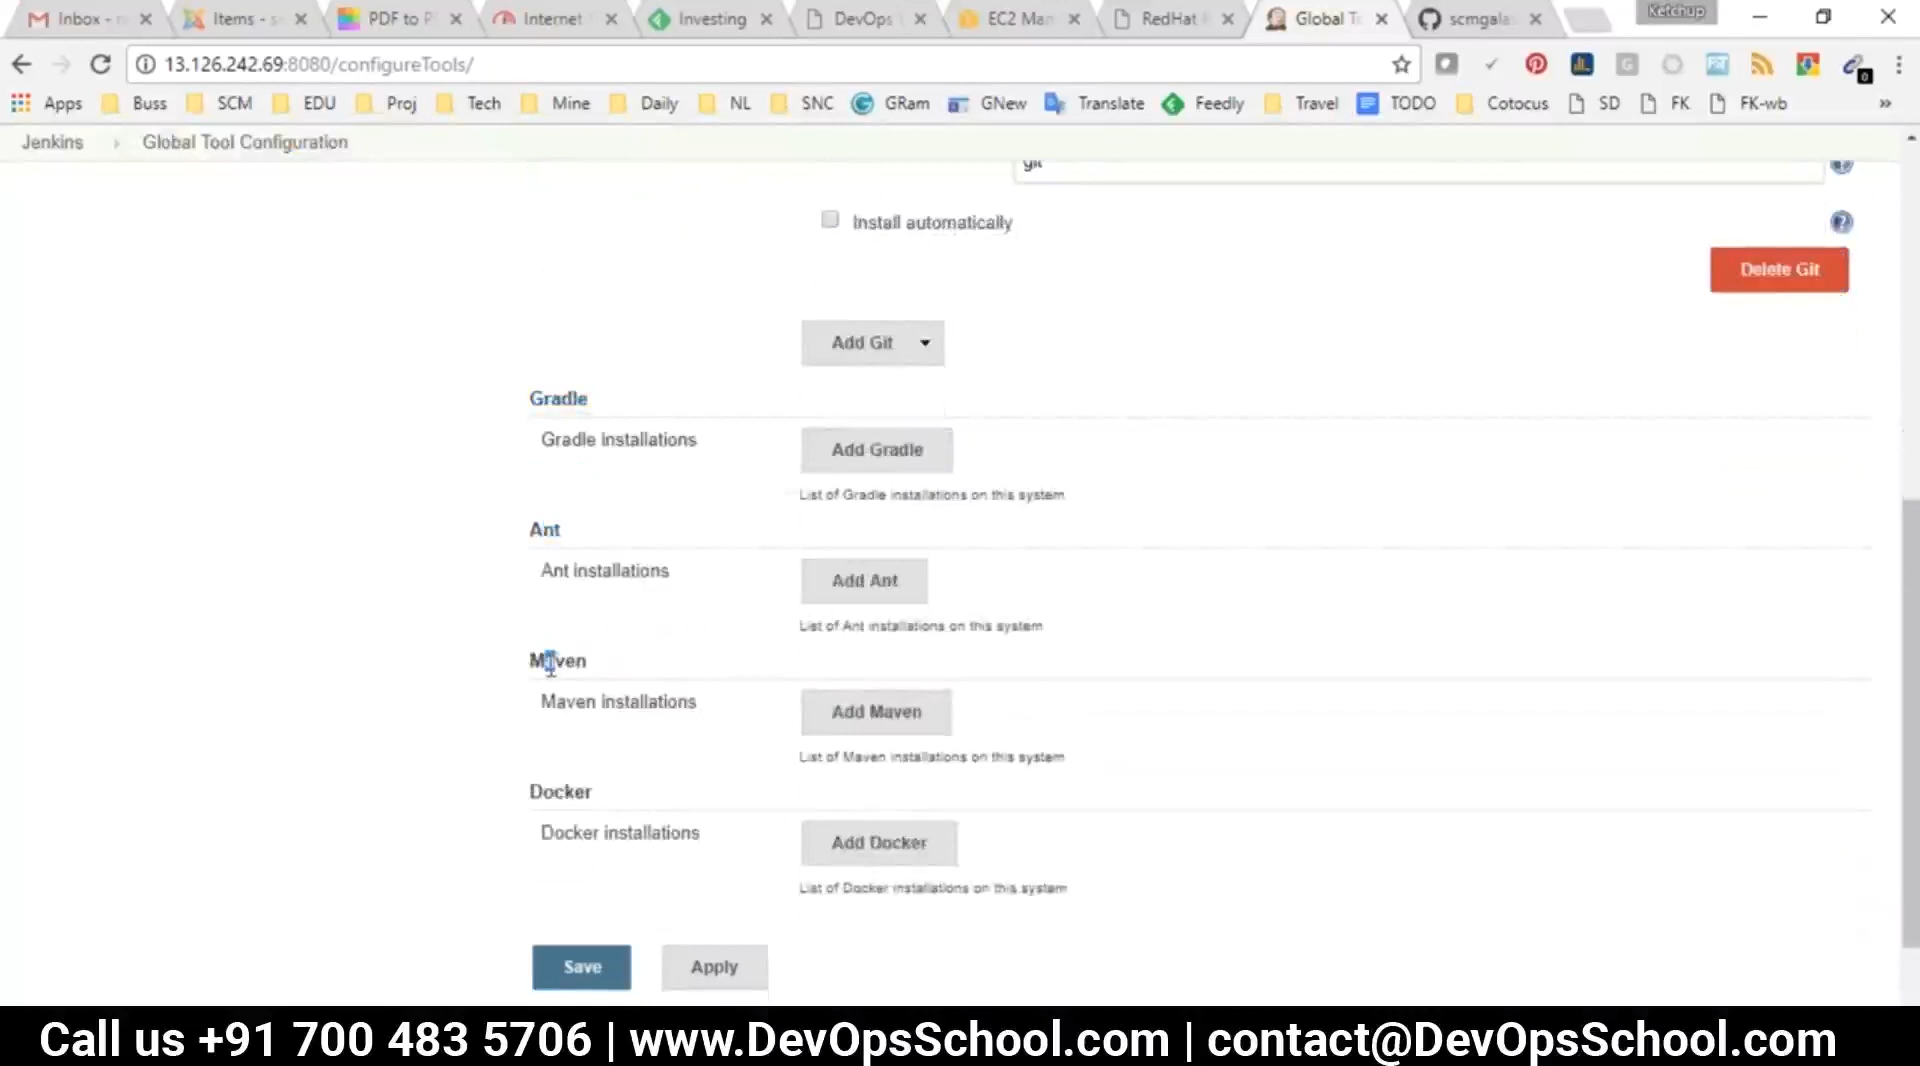 Inbox - n
Items - s
PDF to P
Internet
Investing
DevOps
EC2 Man
RedHat
Global T
scmgala
Ketchup
13.126.242.69:8080/configureTools/
0
Apps
Buss
SCM
EDU
Proj
Tech
Mine
Daily
NL
SNC
GRam
GNew
Translate
Feedly
Travel
TODO
Cotocus
SD
FK
FK-wb
»
Jenkins
Global Tool Configuration
git
Install automatically
Delete Git
Add Git
Gradle
Gradle installations
Add Gradle
List of Gradle installations on this system
Ant
Ant installations
Add Ant
List of Ant installations on this system
Maven
Maven installations
Add Maven
List of Maven installations on this system
Docker
Docker installations
Add Docker
List of Docker installations on this system
Save
Apply
Call us +91 700 483 5706 | www.DevOpsSchool.com | contact@DevOpsSchool.com